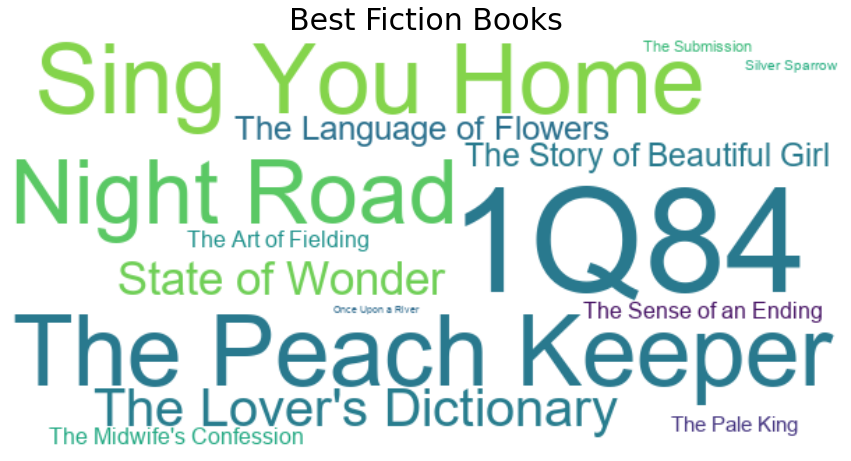 Best Fiction Books
The Submission
Sing You Home
Silver Sparrow
The Language of Flowers
The Story of Beautiful Girl
Night Road
1Q84
The Art of Fielding
State of Wonder
Once Upon a River
The Sense of an Ending
The Peach Keeper
The Lover's Dictionary
The Pale King
The Midwife's Confession